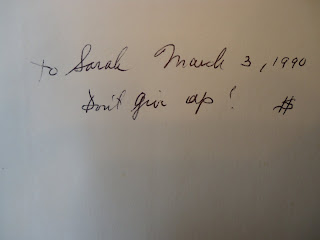 to Sarah March 3, 1990
Don't give up!